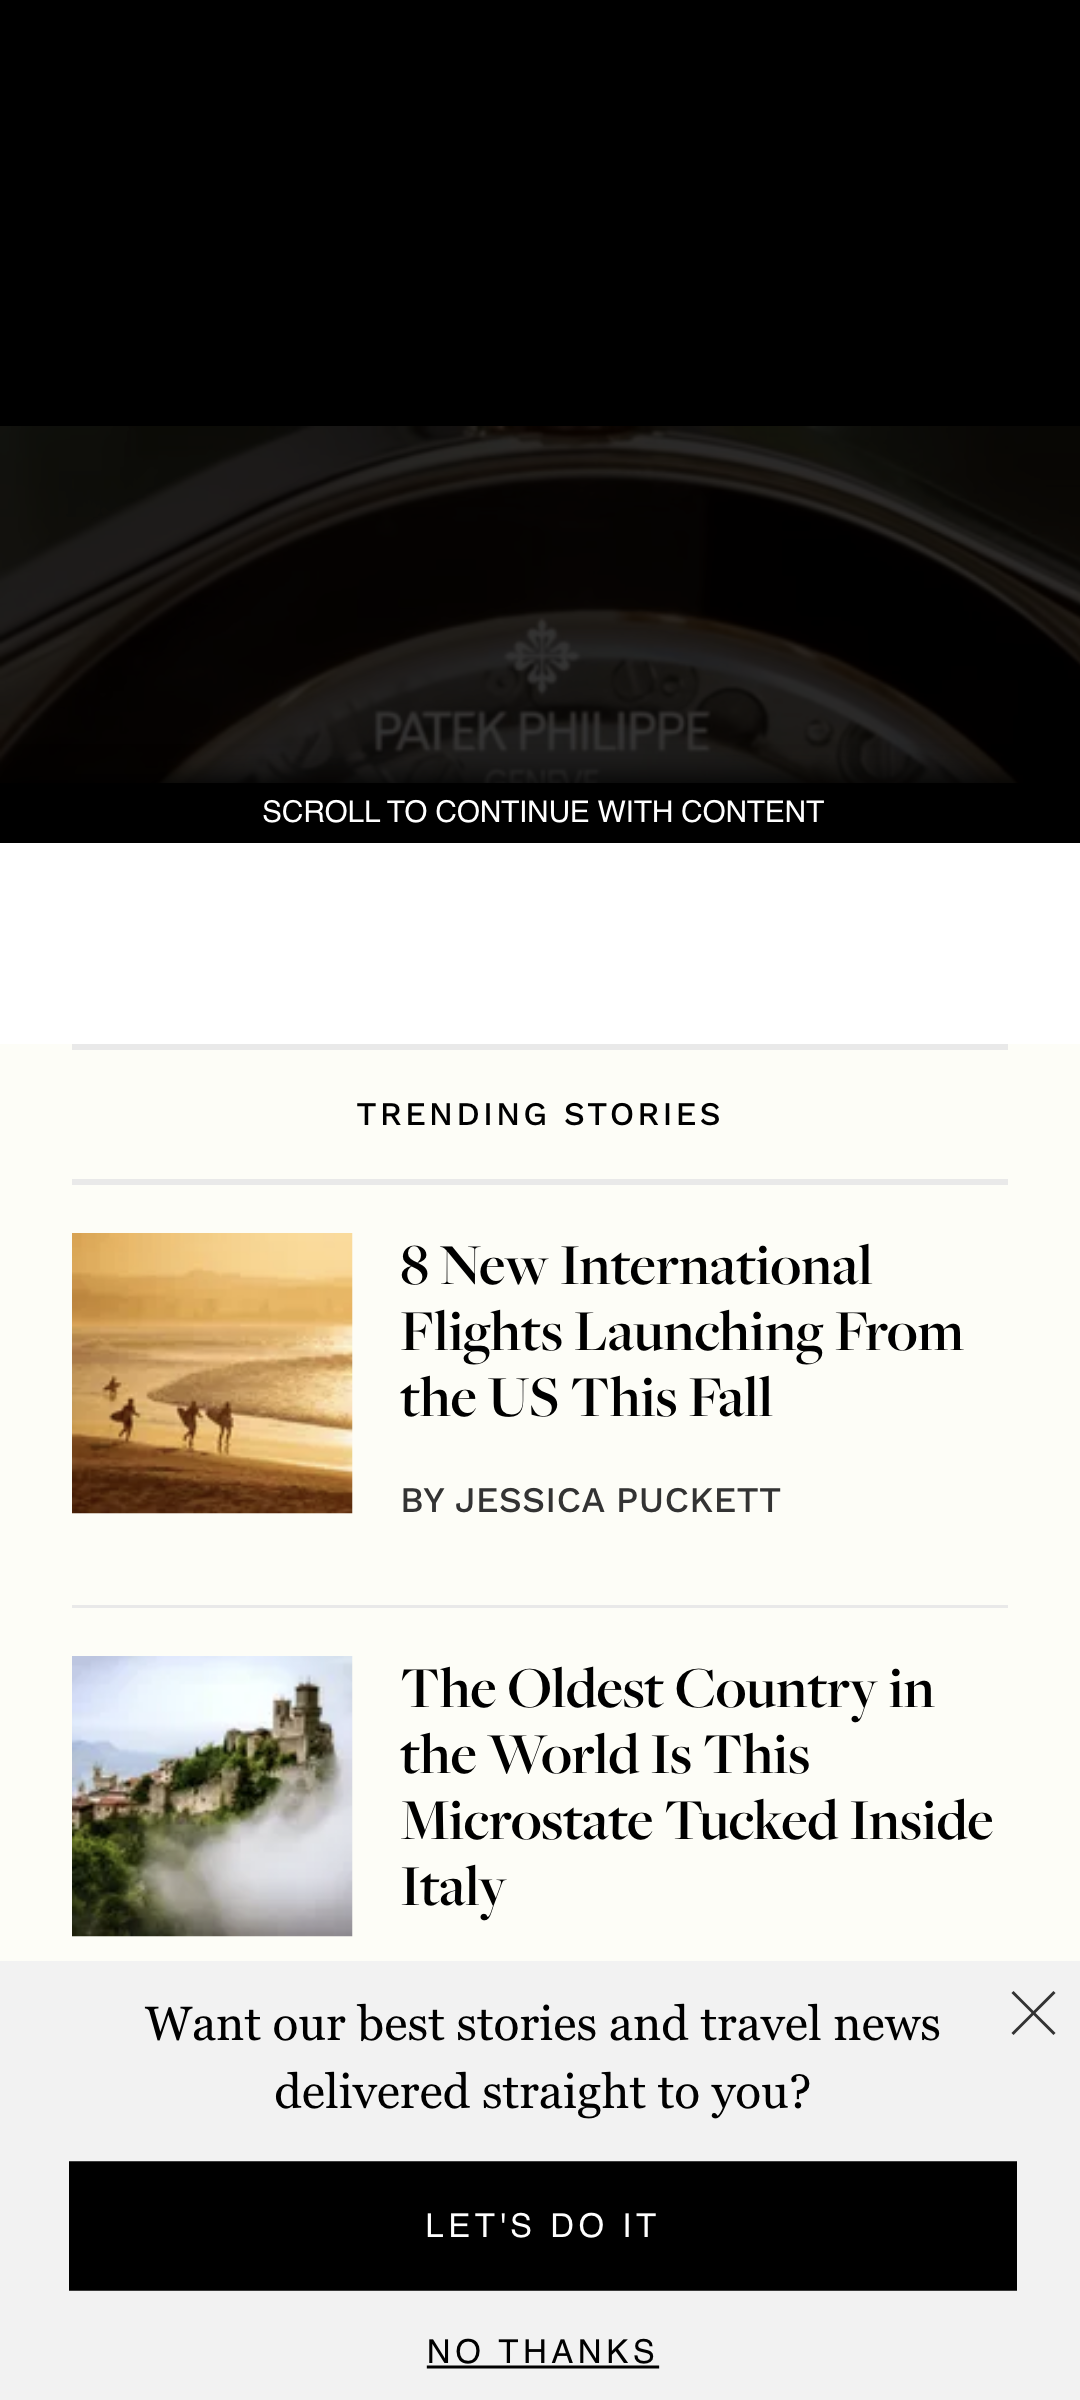 PATEK PHILIPPE
GENEVE
SCROLL TO CONTINUE WITH CONTENT
TRENDING STORIES
8 New International
Flights Launching From
the US This Fall
BY JESSICA PUCKETT
The Oldest Country in
the World Is This
Microstate Tucked Inside
Italy
Want our best stories and travel news
delivered straight to you?
LET'S DO IT
NO THANKS